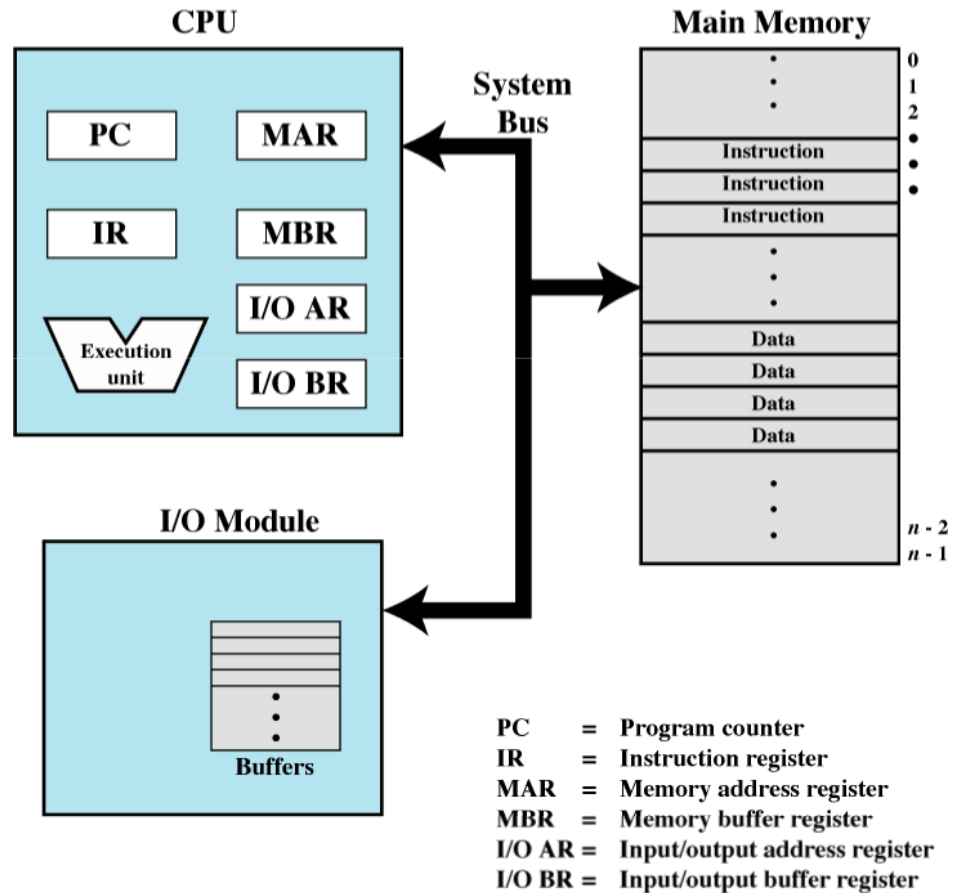 CPU
PC
MAR
IR
MBR
I/O AR
Execution
unit
I/O BR
System
Bus
Main Memory
0
1
2
Instruction
Instruction
Instruction
Data
Data
Data
Data
n - 2
n - 1
I/O Module
Buffers
PC = Program counter
IR = Instruction register
MAR = Memory address register
MBR = Memory buffer register
I/O AR = Input/output address register
I/O BR = Input/output buffer register